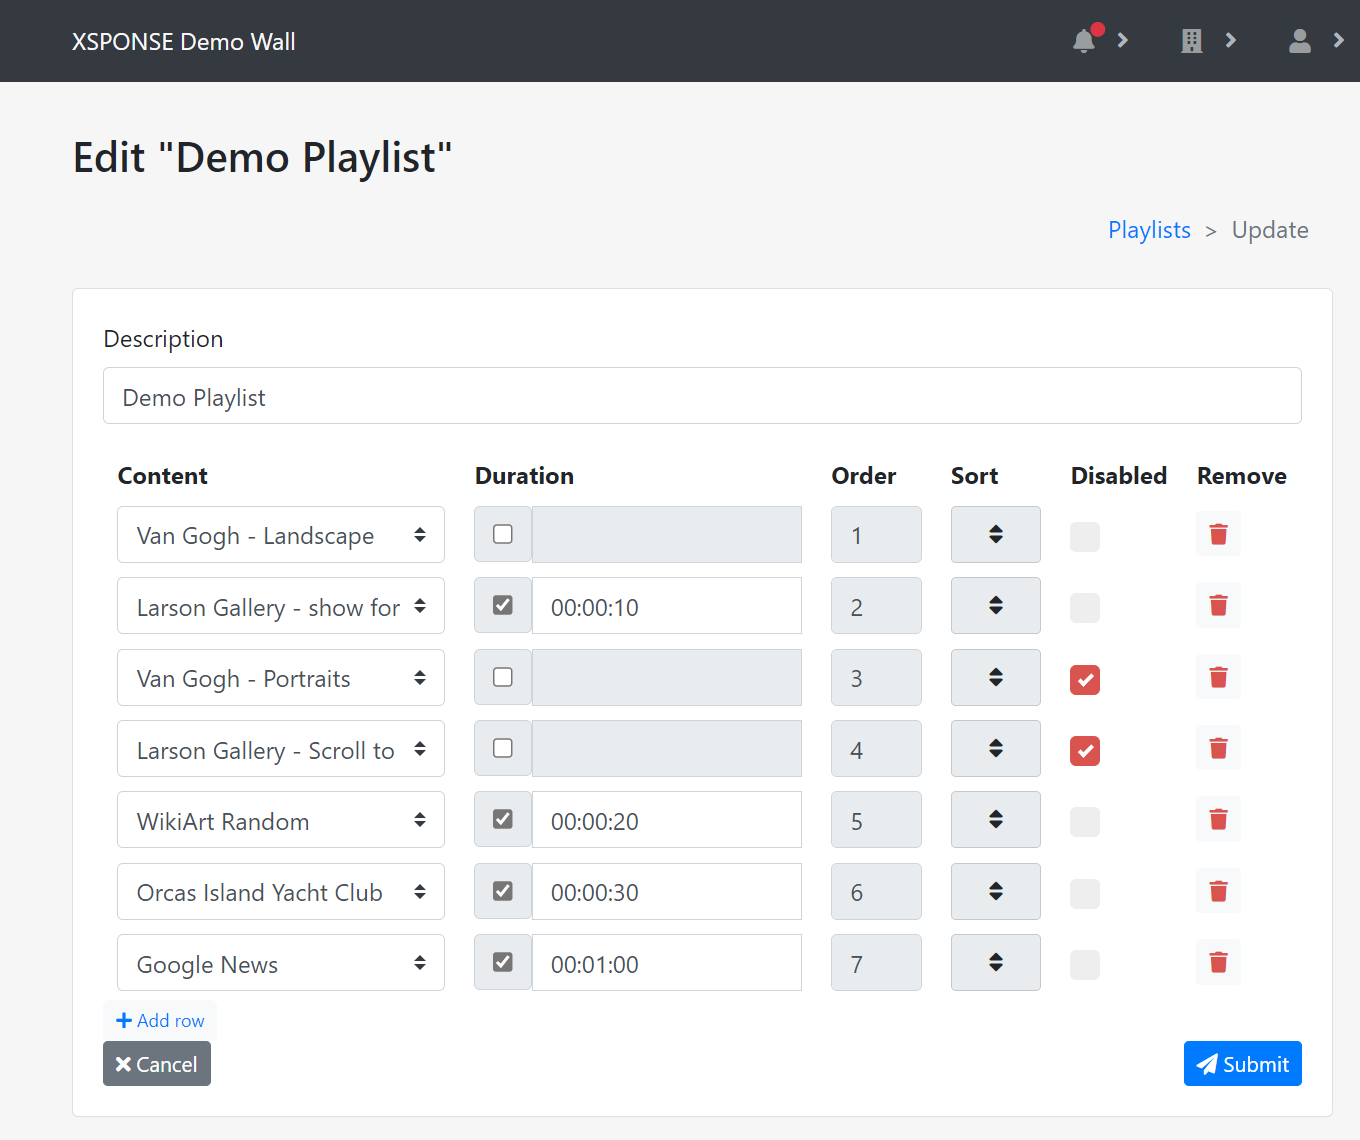 XSPONSE Demo Wall
Edit "Demo Playlist"
Playlists > Update
Description
Demo Playlist
Content Duration Order Sort Disabled Remove
Van Gogh - Landscape 1
Larson Gallery - show for 00:00:10 2
Van Gogh - Portraits 3
Larson Gallery - Scroll to 4
WikiArt Random 00:00:20 5
Orcas Island Yacht Club 00:00:30 6
Google News 00:01:00 7
Add row
Cancel Submit